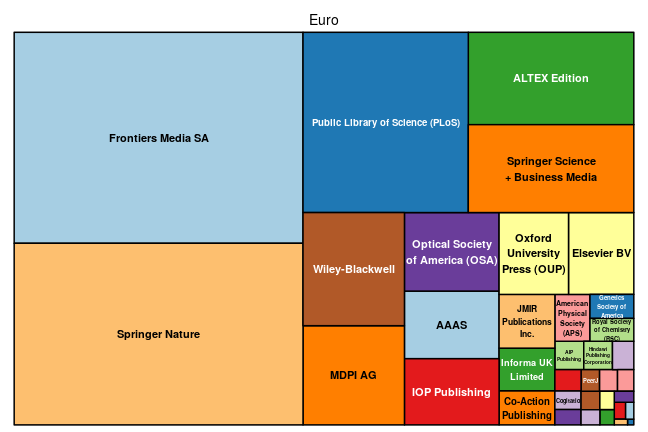 Euro
Frontiers Media SA
Springer Nature
Public Library of Science (PLoS)
ALTEX Edition
Springer Science
+ Business Media
Wiley-Blackwell
MDPI AG
Optical Society
of America (OSA)
AAAS
IOP Publishing
Oxford
University
Press (OUP)
Elsevier BV
JMIR
Publications
Inc.
Informa UK
Limited
Co-Action
Publishing
American
Physical
Society
(APS)
Genetics
Society of
America
Royal Society
of Chemisry
(RSC)
AIP
Publishing
Hindawi
Publishing
Corporation
PeerJ